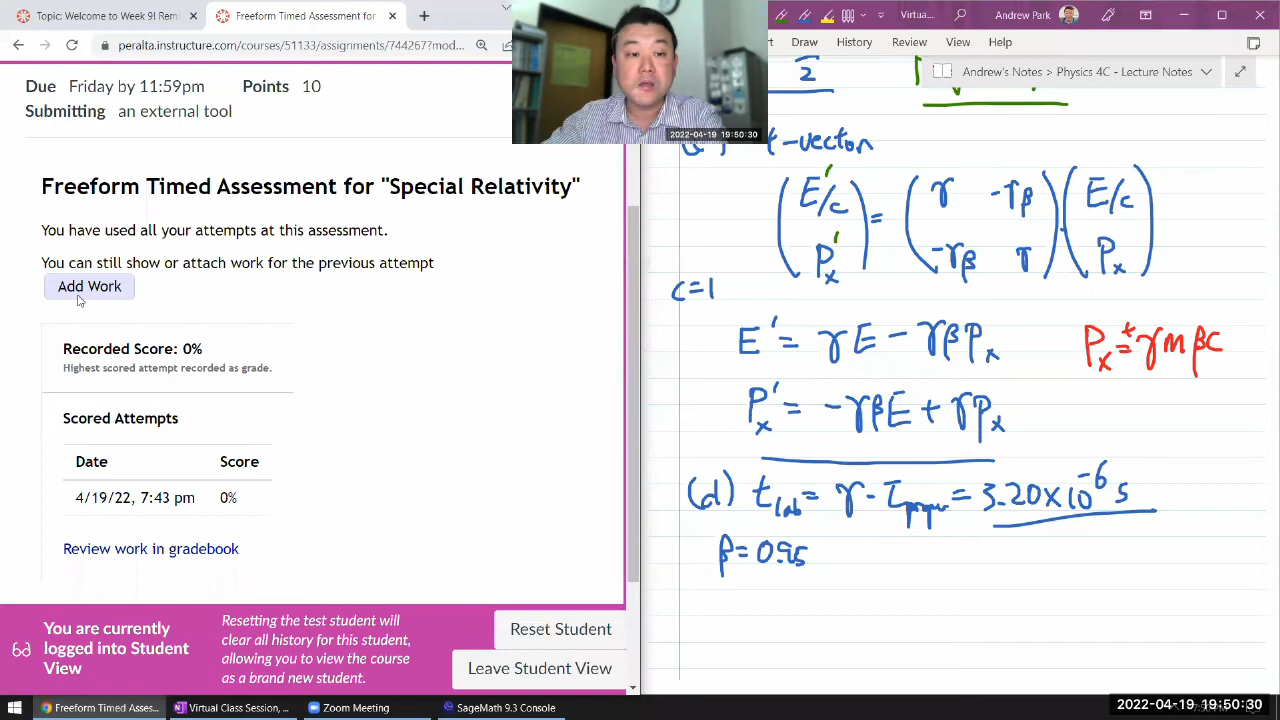 Topic: Welcome - Week 9! Rem
Freeform Timed Assessment for
peralta.instructure.com/courses/51133/assignments/7442677mod...
Due Friday by 11:59pm Points 10
Submitting an external tool
Freeform Timed Assessment for "Special Relativity"
You have used all your attempts at this assessment.
You can still show or attach work for the previous attempt
Add Work
Recorded Score: 0%
Highest scored attempt recorded as grade.
Scored Attempts
Date Score
4/19/22, 7:43 pm 0%
Review work in gradebook
You are currently logged into Student View
Resetting the test student will
clear all history for this student,
allowing you to view the course
as a brand new student.
Reset Student
Leave Student View
2022-04-19 19:50:30
Virtua...
Andrew Park
Draw History Review View Help
Andrew's Notes > Physics 4C - Lecture Notes
2
t-vector
(E'/c P'x) = (γ -γβ -γβ γ)(E/c Px)
c=1
E' = γE - γβPx
Px = γmβc
P'x = -γβE + γPx
(d) t lab = γ - τ proper = 3.20×10⁻⁶ s
β = 0.95
Freeform Timed Asses...
Virtual Class Session, ...
Zoom Meeting
SageMath 9.3 Console
2022-04-19 19:50:30